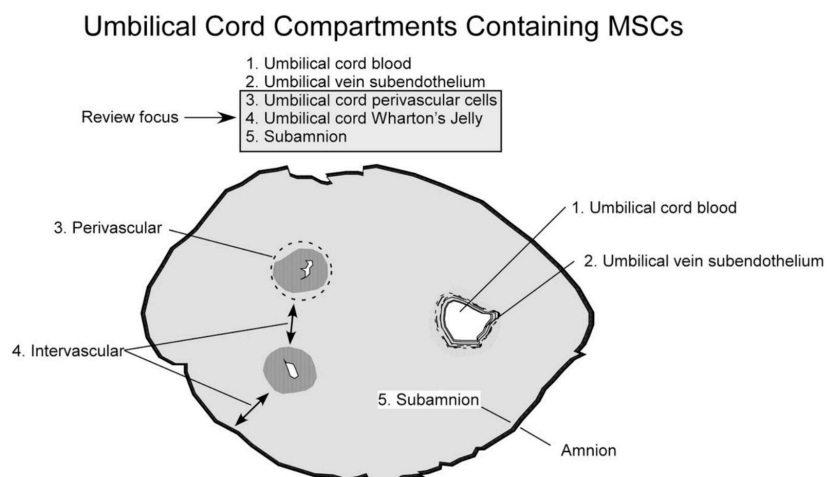 Umbilical Cord Compartments Containing MSCs
1. Umbilical cord blood
2. Umbilical vein subendothelium
3. Umbilical cord perivascular cells
4. Umbilical cord Wharton's Jelly
5. Subamnion
Review focus
3. Perivascular
1. Umbilical cord blood
2. Umbilical vein subendothelium
4. Intervascular
5. Subamnion
Amnion